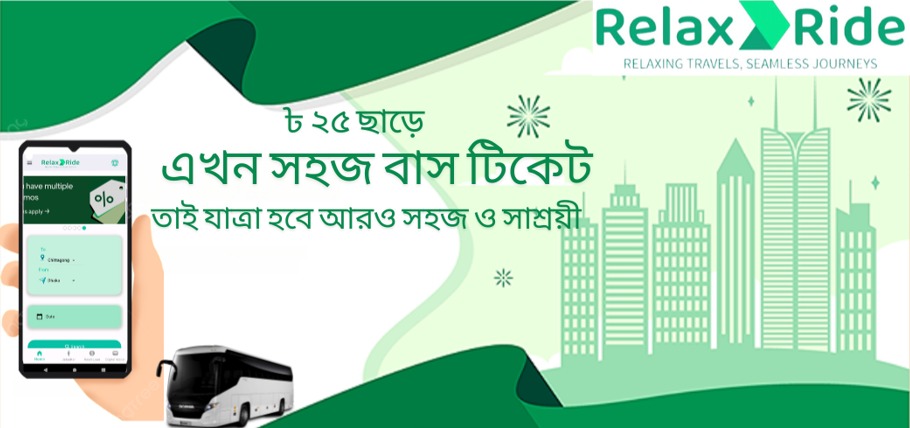 Relax Ride
RELAXING TRAVELS, SEAMLESS JOURNEYS
৳ ২৫ ছাড়ে
এখন সহজ বাস টিকেট
তাই যাত্রা হবে আরও সহজ ও সাশ্রয়ী
Relax Ride
have multiple
mos
s apply →
%
To
Chittagong
From
Dhaka
Date
Search